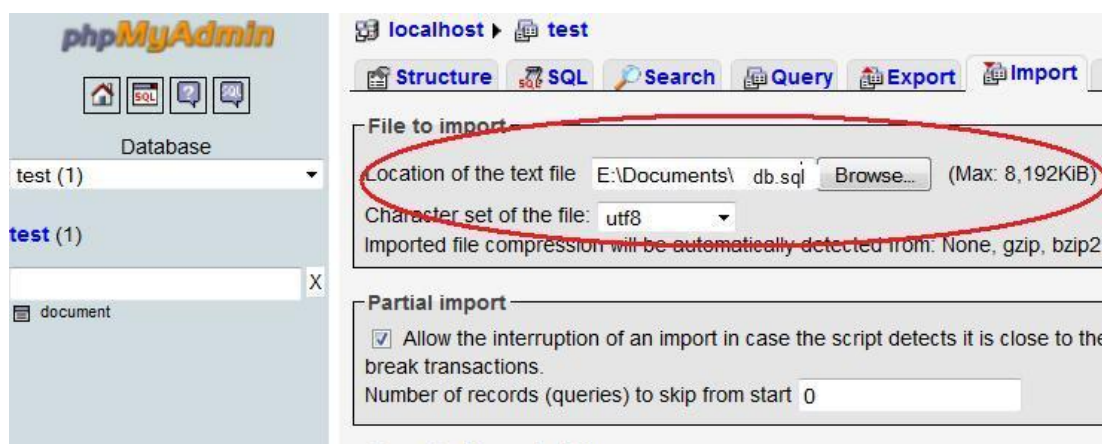 phpMyAdmin
SQL
SQL
Database
test (1)
test (1)
X
document
localhost ▸ test
Structure SQL Search Query Export Import
File to import
Location of the text file E:\Documents\ db.sql Browse... (Max: 8,192KiB)
Character set of the file: utf8
Imported file compression will be automatically detected from: None, gzip, bzip2
Partial import
Allow the interruption of an import in case the script detects it is close to the
break transactions.
Number of records (queries) to skip from start 0